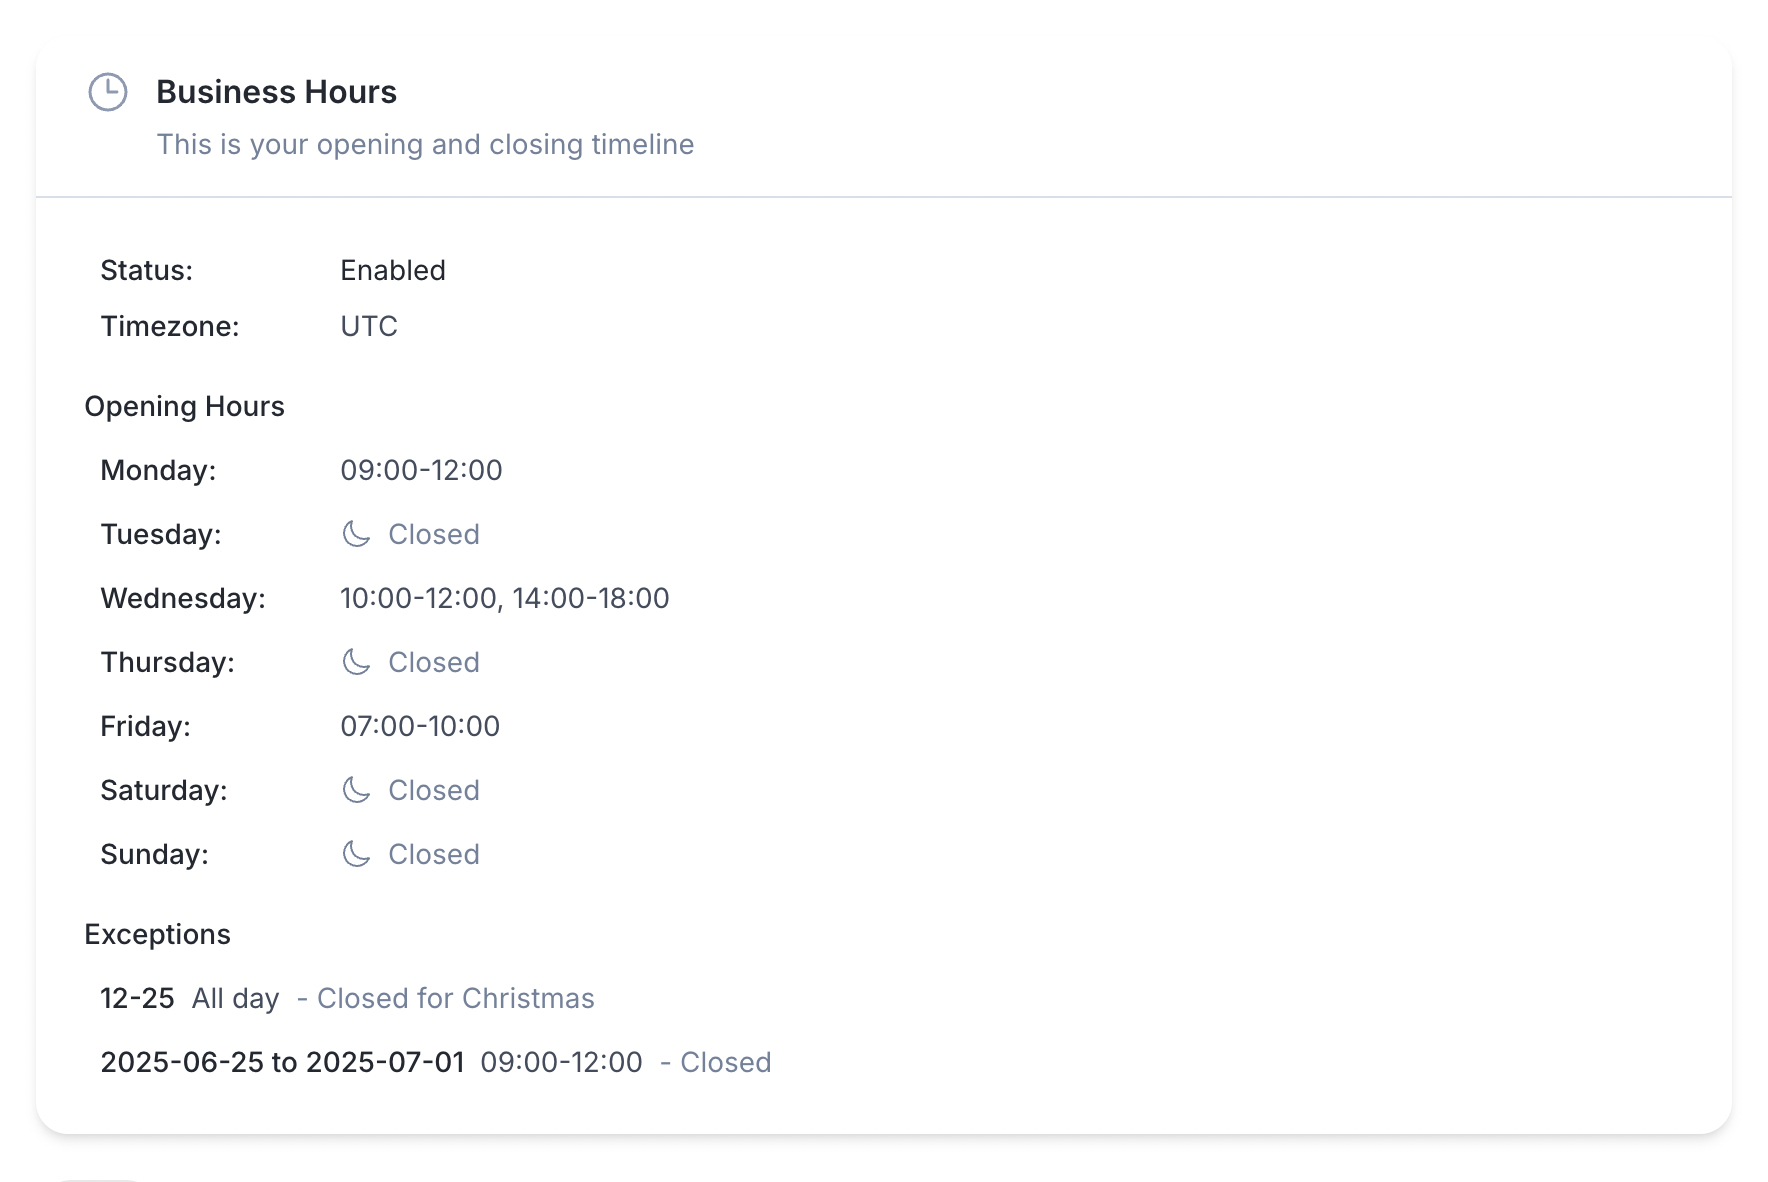 Business Hours
This is your opening and closing timeline
Status: Enabled
Timezone: UTC
Opening Hours
Monday: 09:00-12:00
Tuesday: Closed
Wednesday: 10:00-12:00, 14:00-18:00
Thursday: Closed
Friday: 07:00-10:00
Saturday: Closed
Sunday: Closed
Exceptions
12-25 All day - Closed for Christmas
2025-06-25 to 2025-07-01 09:00-12:00 - Closed